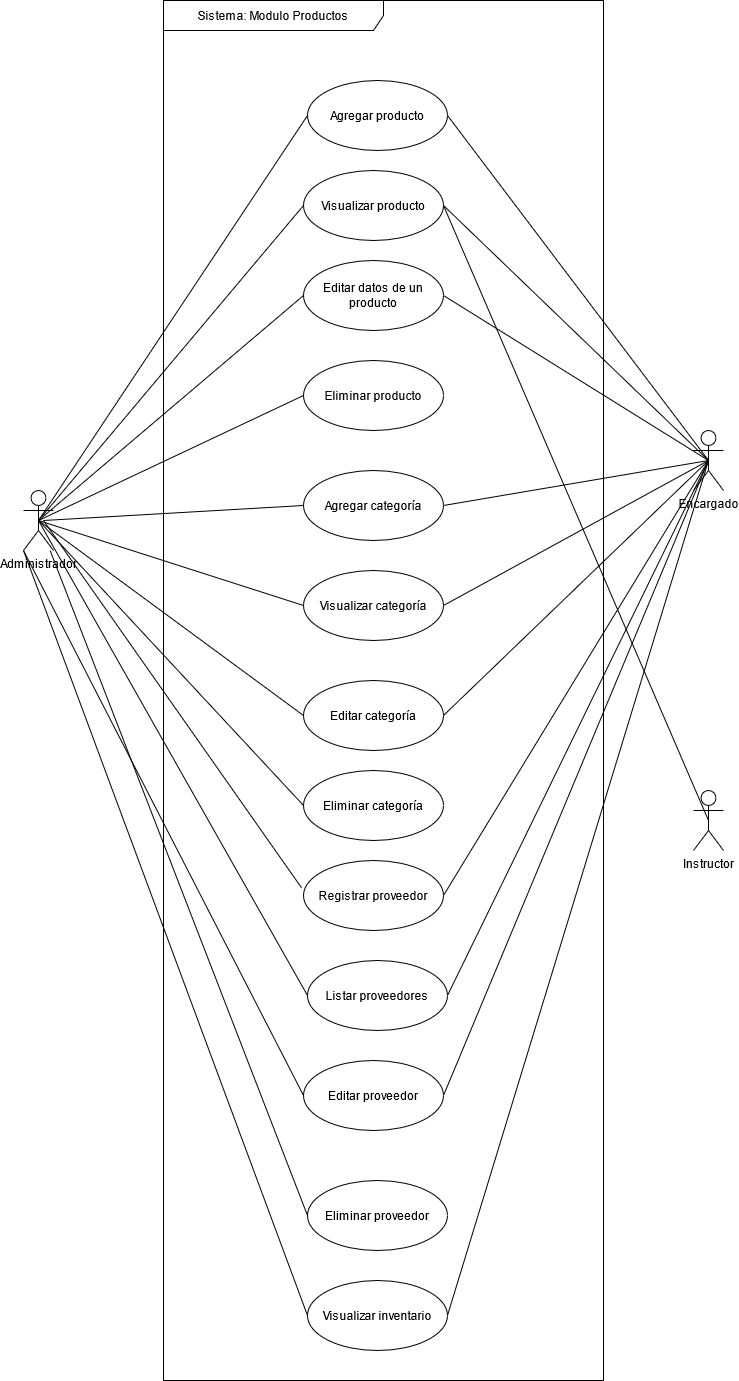 Sistema: Modulo Productos
Agregar producto
Visualizar producto
Editar datos de un
producto
Eliminar producto
Encargado
Agregar categoría
Administrador
Visualizar categoría
Editar categoría
Eliminar categoría
Instructor
Registrar proveedor
Listar proveedores
Editar proveedor
Eliminar proveedor
Visualizar inventario